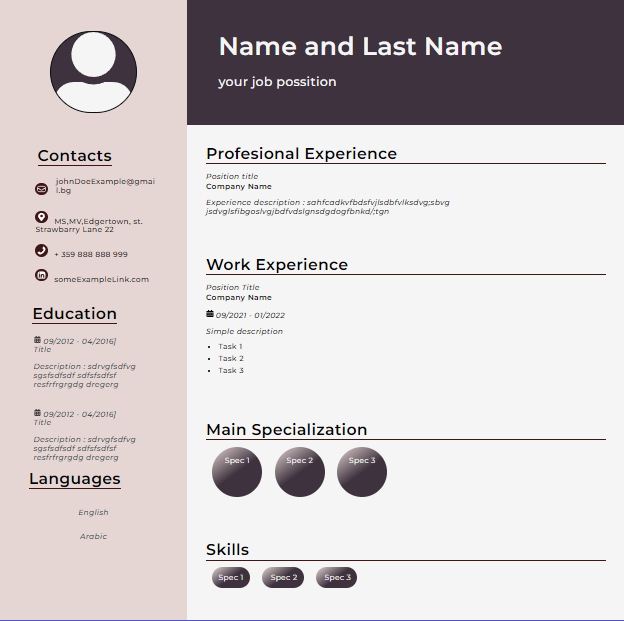 Name and Last Name
your job possition
Contacts
johnDoeExample@gmai
l.bg
MS,MV,Edgertown, st.
Strawbarry Lane 22
+ 359 888 888 999
someExampleLink.com
Education
09/2012 - 04/2016]
Title
Description : sdrvgfsdfvg
sgsfsdfsdf sdfsfsdfsf
resfrfrgrgdg dregerg
09/2012 - 04/2016]
Title
Description : sdrvgfsdfvg
sgsfsdfsdf sdfsfsdfsf
resfrfrgrgdg dregerg
Languages
English
Arabic
Profesional Experience
Position title
Company Name
Experience description : sahfcadkvfbdsfvjlsdbfvlksdvg;sbvg
jsdvglsfibgoslvgjbdfvdslgnsdgdogfbnkd/;tgn
Work Experience
Position Title
Company Name
09/2021 - 01/2022
Simple description
• Task 1
• Task 2
• Task 3
Main Specialization
Spec 1 Spec 2 Spec 3
Skills
Spec 1 Spec 2 Spec 3